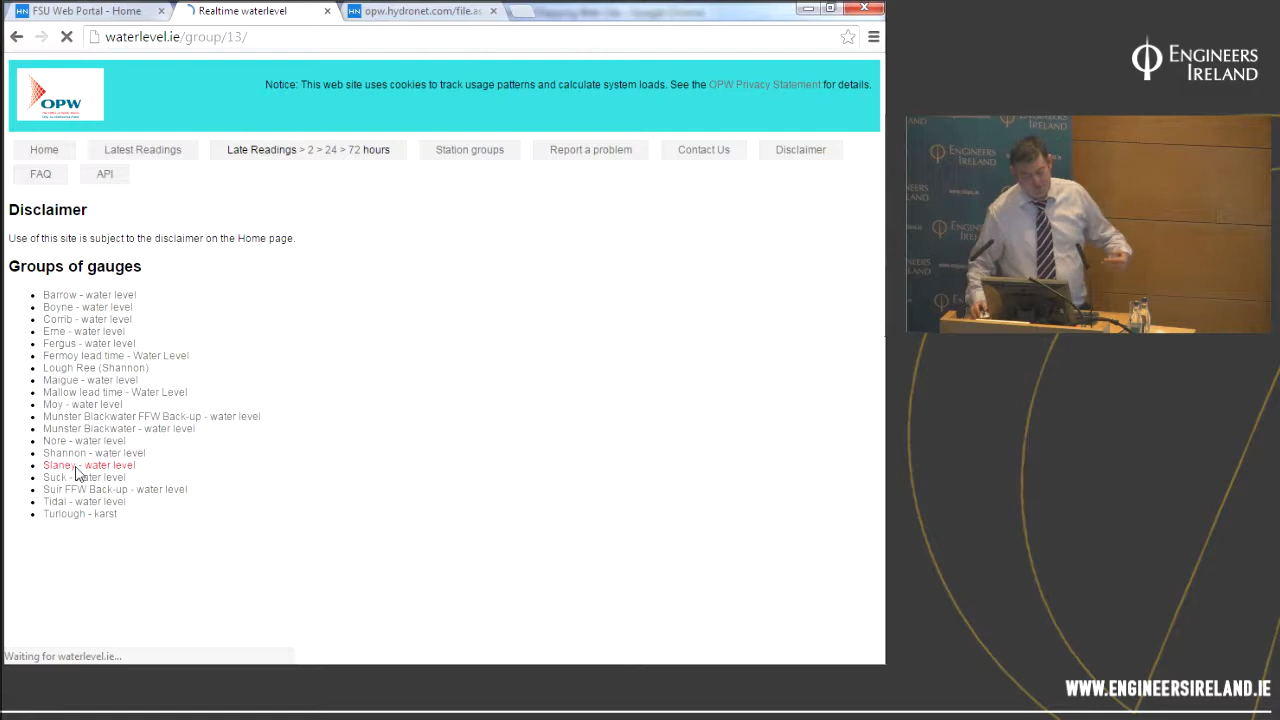 FSU Web Portal - Home
Realtime waterlevel
opw.hydronet.com/file.as
waterlevel.ie/group/13/
OPW
Notice: This web site uses cookies to track usage patterns and calculate system loads. See the OPW Privacy Statement for details.
Home
Latest Readings
Late Readings > 2 > 24 > 72 hours
Station groups
Report a problem
Contact Us
Disclaimer
FAQ
API
Disclaimer
Use of this site is subject to the disclaimer on the Home page.
Groups of gauges
Barrow - water level
Boyne - water level
Corrib - water level
Erne - water level
Fergus - water level
Fermoy lead time - Water Level
Lough Ree (Shannon)
Maigue - water level
Mallow lead time - Water Level
Moy - water level
Munster Blackwater FFW Back-up - water level
Munster Blackwater - water level
Nore - water level
Shannon - water level
Slaney - water level
Suck - water level
Suir FFW Back-up - water level
Tidal - water level
Turlough - karst
Waiting for waterlevel.ie...
ENGINEERS
IRELAND
ENGINEERS
IRELAND
WWW.ENGINEERSIRELAND.IE